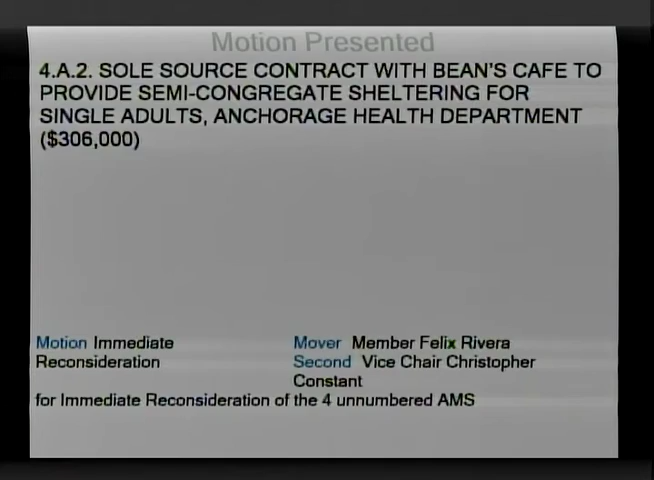 Motion Presented
4.A.2. SOLE SOURCE CONTRACT WITH BEAN'S CAFE TO
PROVIDE SEMI-CONGREGATE SHELTERING FOR
SINGLE ADULTS, ANCHORAGE HEALTH DEPARTMENT
($306,000)
Motion Immediate
Reconsideration
Mover Member Felix Rivera
Second Vice Chair Christopher
Constant
for Immediate Reconsideration of the 4 unnumbered AMS